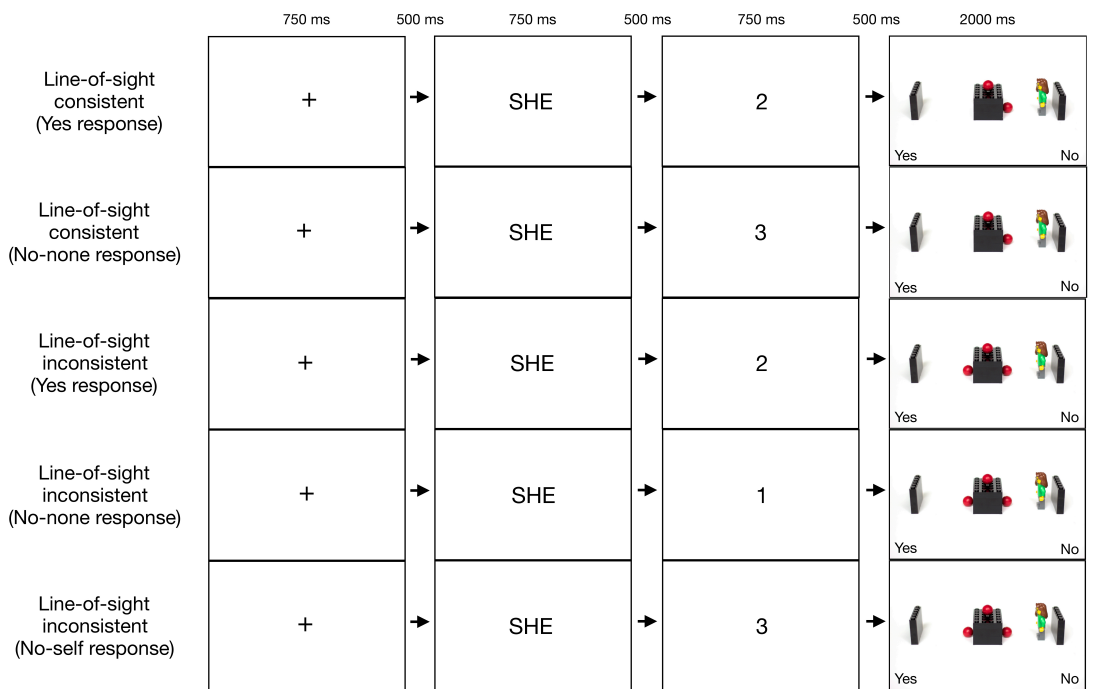 750 ms 500 ms 750 ms 500 ms 750 ms 500 ms 2000 ms
Line-of-sight
consistent
(Yes response)
+ SHE 2
Yes No
Line-of-sight
consistent
(No-none response)
+ SHE 3
Yes No
Line-of-sight
inconsistent
(Yes response)
+ SHE 2
Yes No
Line-of-sight
inconsistent
(No-none response)
+ SHE 1
Yes No
Line-of-sight
inconsistent
(No-self response)
+ SHE 3
Yes No